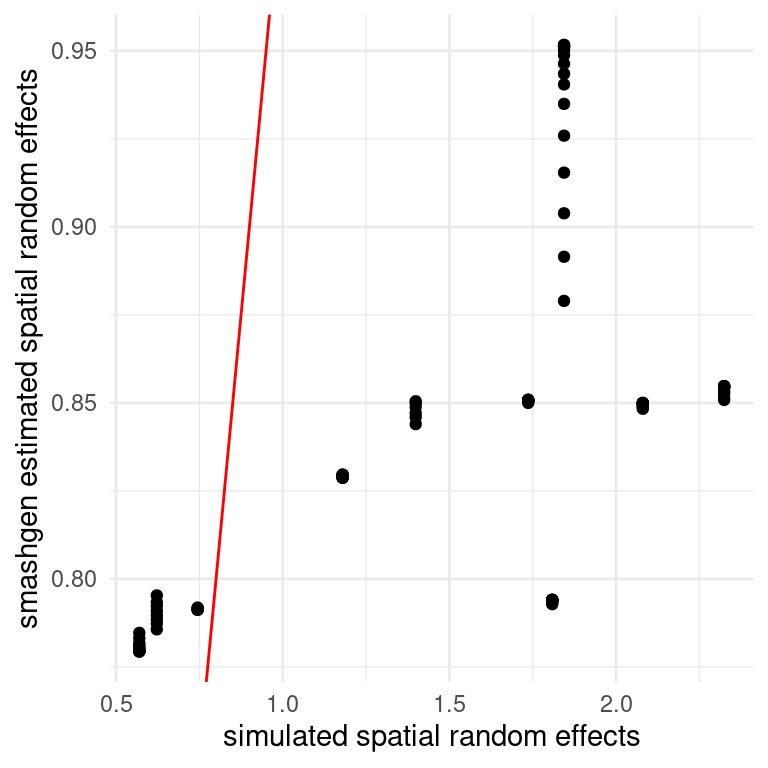 smashgen estimated spatial random effects
0.95
0.90
0.85
0.80
0.5 1.0 1.5 2.0
simulated spatial random effects